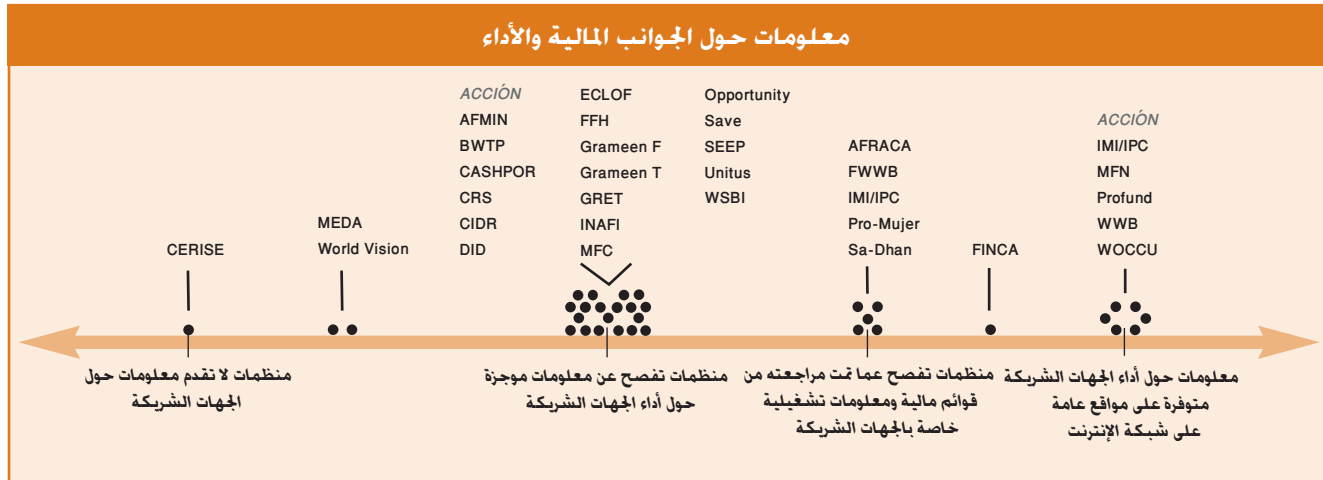 معلومات حول الجوانب المالية والأداء
ACCIÓN
AFMIN
BWTP
CASHPOR
CRS
CIDR
DID
ECLOF
FFH
Grameen F
Grameen T
GRET
INAFI
MFC
Opportunity
Save
SEEP
Unitus
WSBI
AFRACA
FWWB
IMI/IPC
Pro-Mujer
Sa-Dhan
ACCIÓN
IMI/IPC
MFN
Profund
WWB
WOCCU
MEDA
World Vision
CERISE
FINCA
معلومات حول أداء الجهات الشريكة
متوفرة على مواقع عامة
على شبكة الإنترنت
منظمات تفصح عما تمت مراجعته من
قوائم مالية ومعلومات تشغيلية
خاصة بالجهات الشريكة
منظمات تفصح عن معلومات موجزة
حول أداء الجهات الشريكة
منظمات لا تقدم معلومات حول
الجهات الشريكة